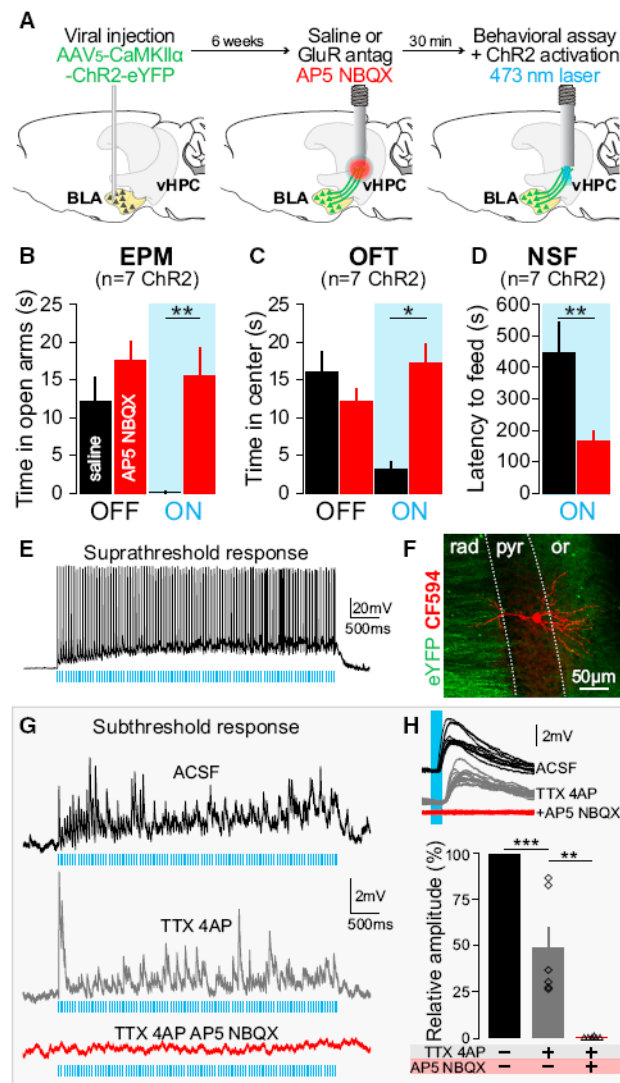 A
Viral injection
AAV5-CaMKIIα
-ChR2-eYFP
6 weeks
Saline or
GluR antag
AP5 NBQX
30 min
Behavioral assay
+ ChR2 activation
473 nm laser
BLA
vHPC
BLA
vHPC
BLA
vHPC
B
EPM
(n=7 ChR2)
Time in open arms (s)
25
20
15
10
5
0
**
saline
AP5 NBQX
OFF
ON
C
OFT
(n=7 ChR2)
Time in center (s)
25
20
15
10
5
0
*
OFF
ON
D
NSF
(n=7 ChR2)
Latency to feed (s)
600
500
400
300
200
100
0
**
ON
E
Suprathreshold response
20mV
500ms
F
eYFP CF594
rad
pyr
or
50µm
G
Subthreshold response
ACSF
TTX 4AP
2mV
500ms
TTX 4AP AP5 NBQX
H
2mV
ACSF
TTX 4AP
+AP5 NBQX
Relative amplitude (%)
100
75
50
25
0
***
**
TTX 4AP − + +
AP5 NBQX − − +